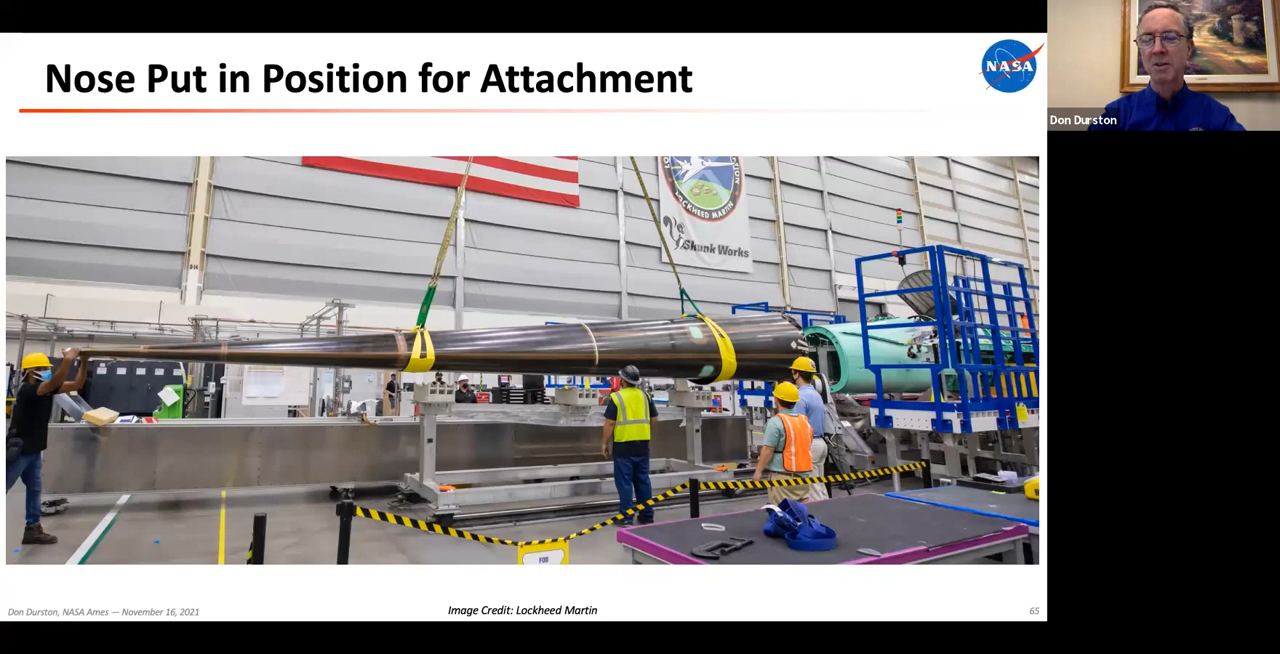 Nose Put in Position for Attachment
NASA
Don Durston
LOCKHEED MARTIN
Skunk Works
FOD
Don Durston, NASA Ames — November 16, 2021
Image Credit: Lockheed Martin
65